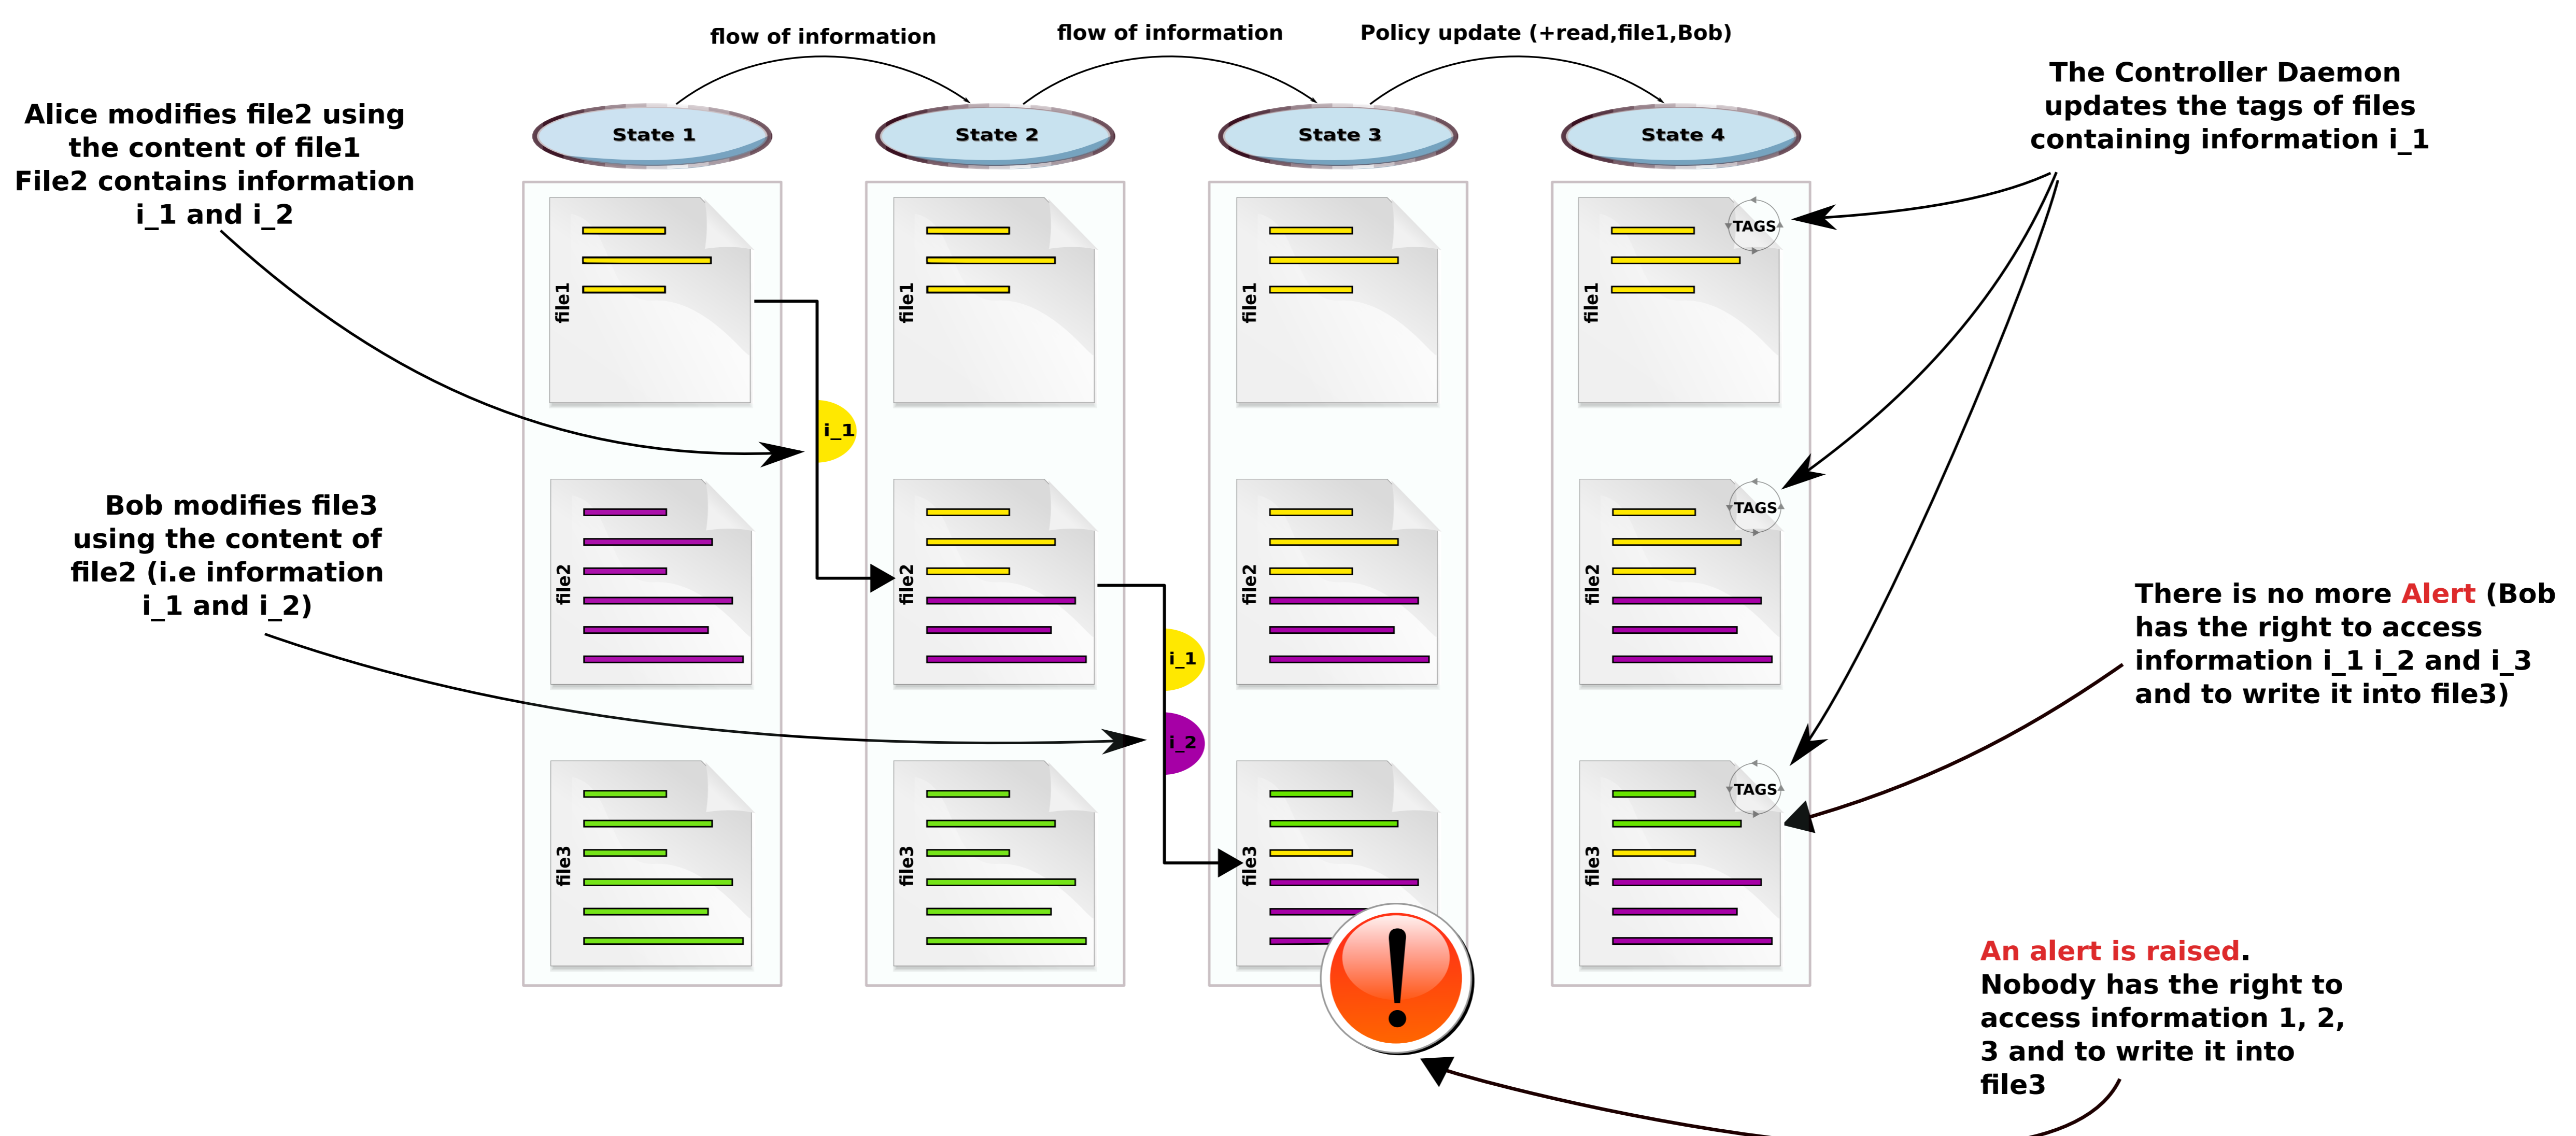 flow of information
flow of information
Policy update (+read,file1,Bob)
State 1
State 2
State 3
State 4
Alice modifies file2 using
the content of file1
File2 contains information
i_1 and i_2
The Controller Daemon
updates the tags of files
containing information i_1
file1
file1
file1
file1
TAGS
i_1
Bob modifies file3
using the content of
file2 (i.e information
i_1 and i_2)
file2
file2
file2
file2
TAGS
i_1
i_2
There is no more Alert (Bob
has the right to access
information i_1 i_2 and i_3
and to write it into file3)
file3
file3
file3
file3
TAGS
!
An alert is raised.
Nobody has the right to
access information 1, 2,
3 and to write it into
file3